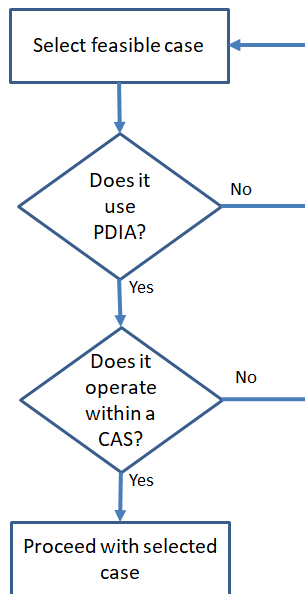 Select feasible case
Does it
use
PDIA?
No
Yes
Does it
operate
within a
CAS?
No
Yes
Proceed with selected
case